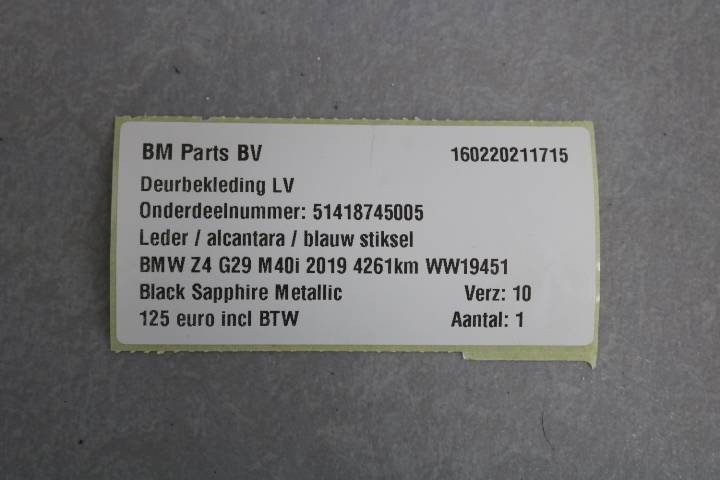 BM Parts BV 160220211715
Deurbekleding LV
Onderdeelnummer: 51418745005
Leder / alcantara / blauw stiksel
BMW Z4 G29 M40i 2019 4261km WW19451
Black Sapphire Metallic Verz: 10
125 euro incl BTW Aantal: 1